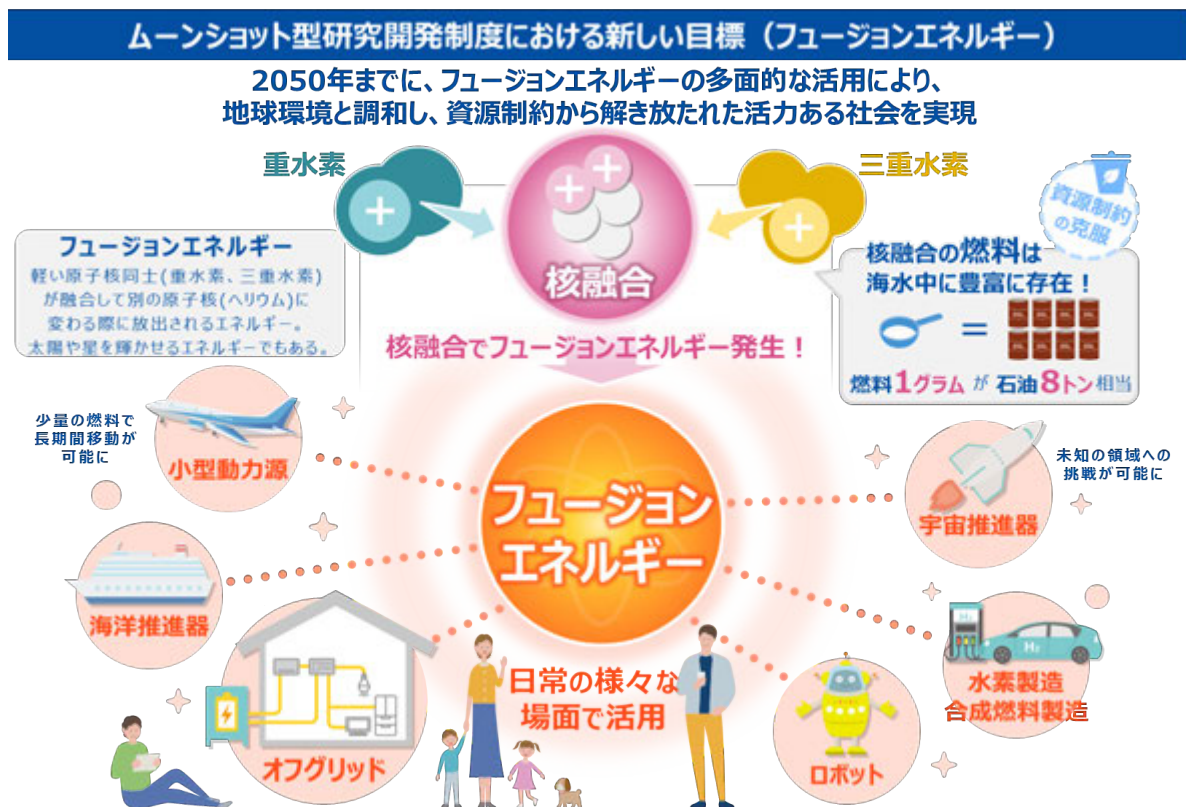 ムーンショット型研究開発制度における新しい目標（フュージョンエネルギー）
2050年までに、フュージョンエネルギーの多面的な活用により、
地球環境と調和し、資源制約から解き放たれた活力ある社会を実現
重水素
核融合
三重水素
資源制約
の克服
フュージョンエネルギー
軽い原子核同士(重水素、三重水素)
が融合して別の原子核(ヘリウム)に
変わる際に放出されるエネルギー。
太陽や星を輝かせるエネルギーでもある。
核融合の燃料は
海水中に豊富に存在！
=
燃料1グラム が 石油8トン相当
核融合でフュージョンエネルギー発生！
少量の燃料で
長期間移動が
可能に
小型動力源
フュージョン
エネルギー
未知の領域への
挑戦が可能に
宇宙推進器
海洋推進器
H₂
H₂
水素製造
合成燃料製造
日常の様々な
場面で活用
オフグリッド
ロボット